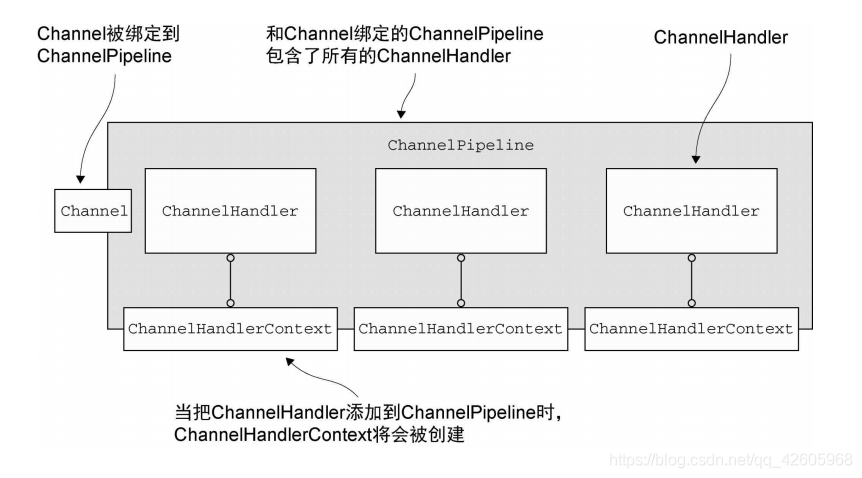 Channel被绑定到
ChannelPipeline
和Channel绑定的ChannelPipeline
包含了所有的ChannelHandler
ChannelHandler
ChannelPipeline
Channel
ChannelHandler
ChannelHandler
ChannelHandler
ChannelHandlerContext
ChannelHandlerContext
ChannelHandlerContext
当把ChannelHandler添加到ChannelPipeline时，
ChannelHandlerContext将会被创建
https://blog.csdn.net/qq_42605968